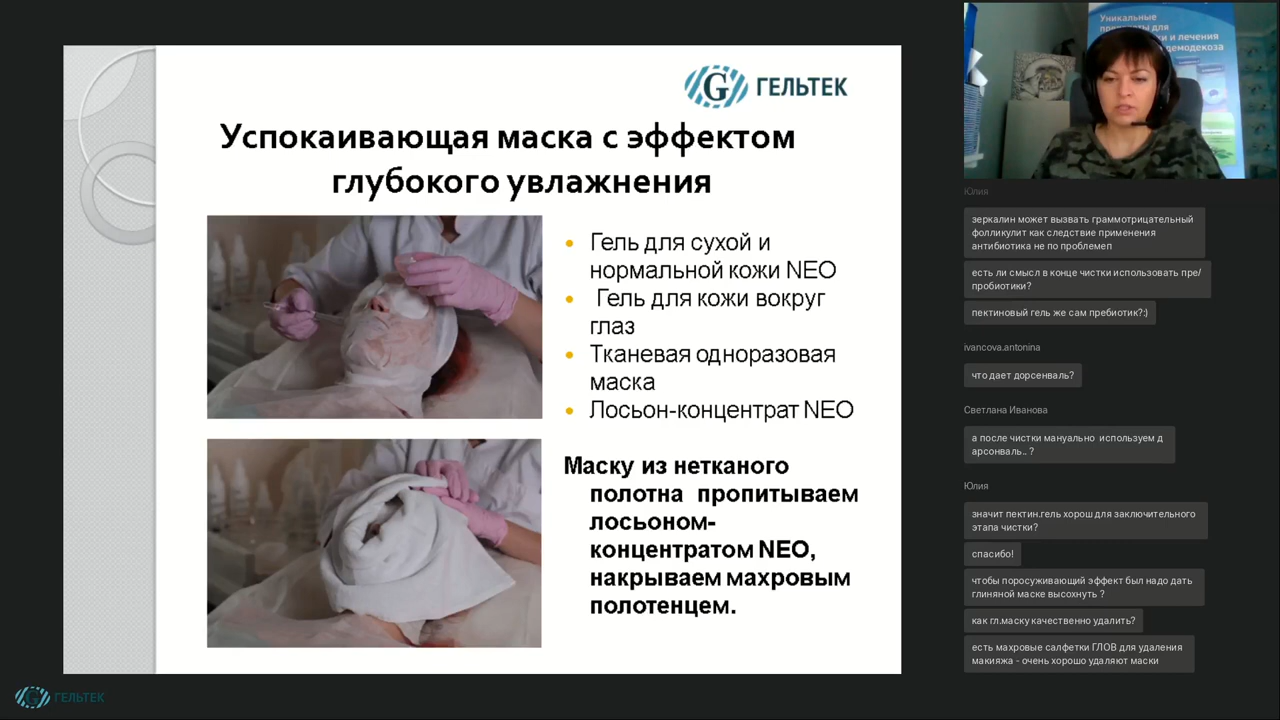 ГЕЛЬТЕК
Успокаивающая маска с эффектом
глубокого увлажнения
Гель для сухой и
нормальной кожи NEO
Гель для кожи вокруг
глаз
Тканевая одноразовая
маска
Лосьон-концентрат NEO
Маску из нетканого
полотна пропитываем
лосьоном-
концентратом NEO,
накрываем махровым
полотенцем.
ГЕЛЬТЕК
Уникальные
и лечения
демодекоза
Юлия
зеркалин может вызвать граммотрицательный
фолликулит как следствие применения
антибиотика не по проблемеп
есть ли смысл в конце чистки использовать пре/
пробиотики?
пектиновый гель же сам пребиотик?:)
ivancova.antonina
что дает дорсенваль?
Светлана Иванова
а после чистки мануально используем д
арсонваль.. ?
Юлия
значит пектин.гель хорош для заключительного
этапа чистки?
спасибо!
чтобы поросуживающий эффект был надо дать
глиняной маске высохнуть ?
как гл.маску качественно удалить?
есть махровые салфетки ГЛОВ для удаления
макияжа - очень хорошо удаляют маски